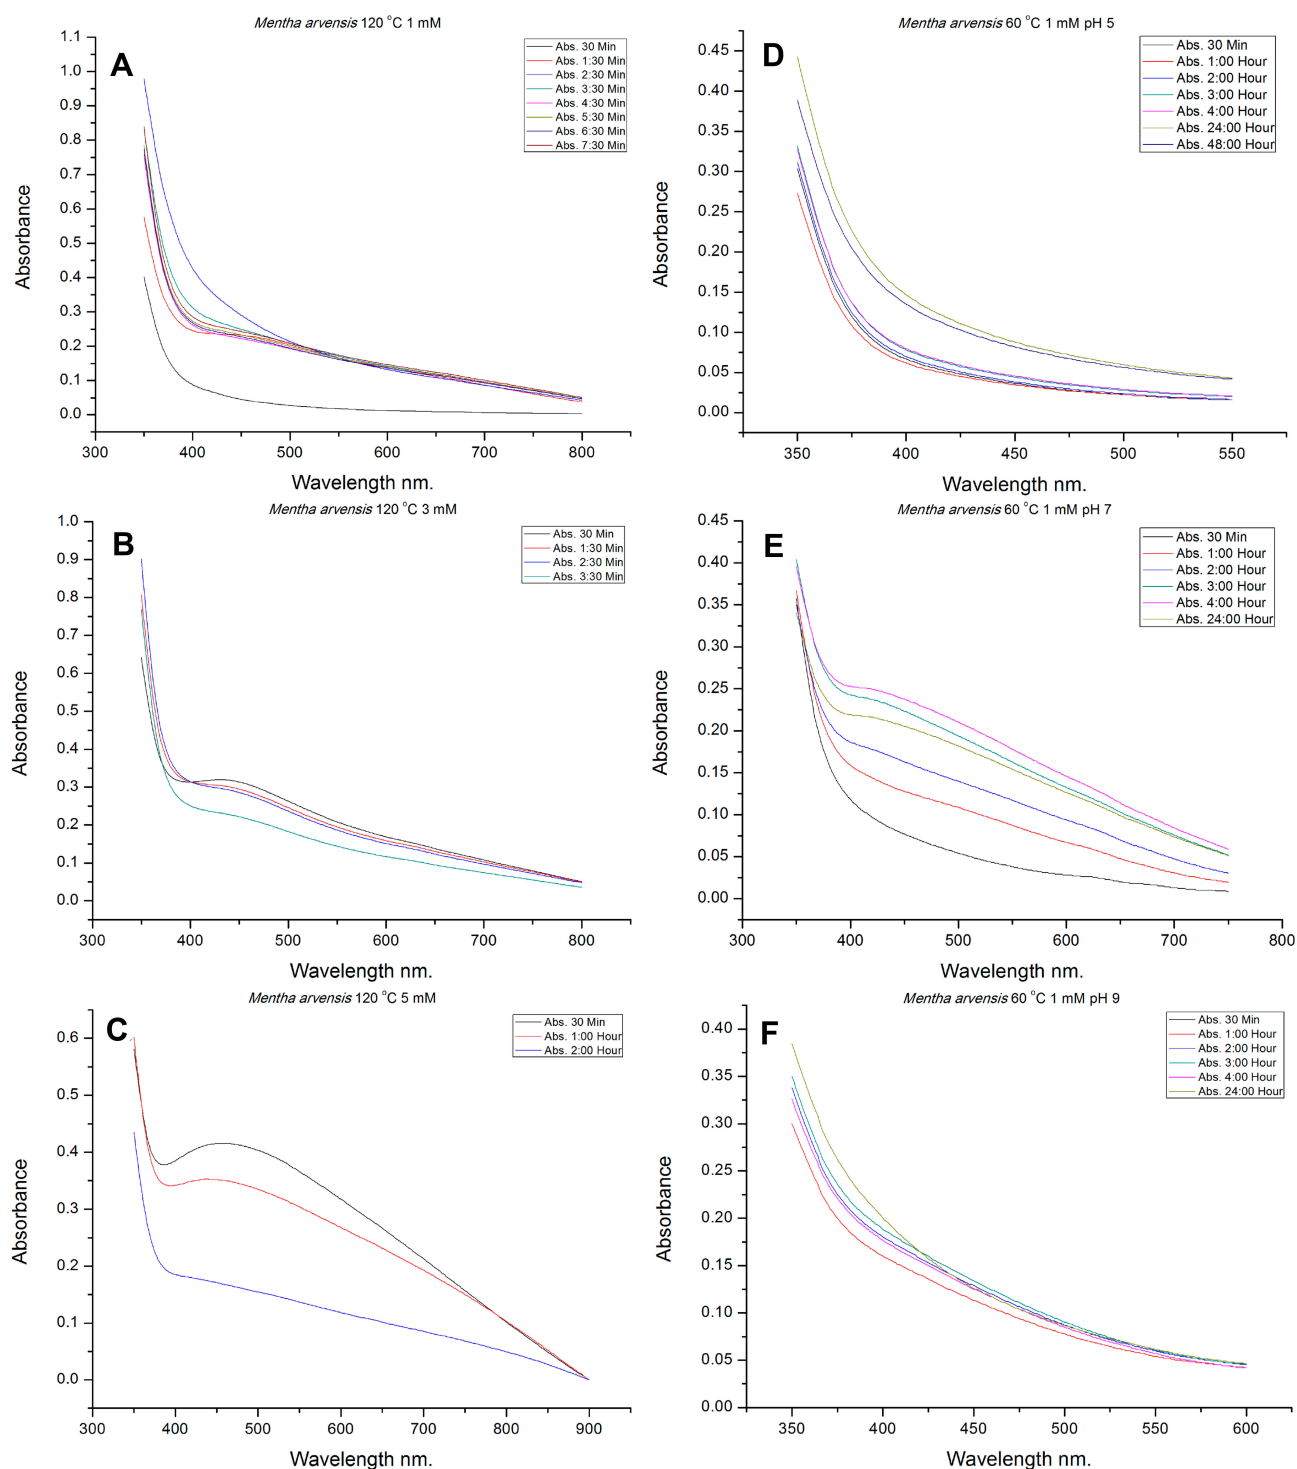 Mentha arvensis 120 °C 1 mM
A
Abs. 30 Min
Abs. 1:30 Min
Abs. 2:30 Min
Abs. 3:30 Min
Abs. 4:30 Min
Abs. 5:30 Min
Abs. 6:30 Min
Abs. 7:30 Min
1.1
1.0
0.9
0.8
0.7
0.6
0.5
0.4
0.3
0.2
0.1
0.0
Absorbance
300 400 500 600 700 800
Wavelength nm.
Mentha arvensis 60 °C 1 mM pH 5
D
Abs. 30 Min
Abs. 1:00 Hour
Abs. 2:00 Hour
Abs. 3:00 Hour
Abs. 4:00 Hour
Abs. 24:00 Hour
Abs. 48:00 Hour
0.45
0.40
0.35
0.30
0.25
0.20
0.15
0.10
0.05
0.00
Absorbance
350 400 450 500 550
Wavelength nm.
Mentha arvensis 120 °C 3 mM
B
Abs. 30 Min
Abs. 1:30 Min
Abs. 2:30 Min
Abs. 3:30 Min
1.0
0.9
0.8
0.7
0.6
0.5
0.4
0.3
0.2
0.1
0.0
Absorbance
300 400 500 600 700 800
Wavelength nm.
Mentha arvensis 60 °C 1 mM pH 7
E
Abs. 30 Min
Abs. 1:00 Hour
Abs. 2:00 Hour
Abs. 3:00 Hour
Abs. 4:00 Hour
Abs. 24:00 Hour
0.45
0.40
0.35
0.30
0.25
0.20
0.15
0.10
0.05
0.00
Absorbance
300 400 500 600 700 800
Wavelength nm.
Mentha arvensis 120 °C 5 mM
C
Abs. 30 Min
Abs. 1:00 Hour
Abs. 2:00 Hour
0.6
0.5
0.4
0.3
0.2
0.1
0.0
Absorbance
300 400 500 600 700 800 900
Wavelength nm.
Mentha arvensis 60 °C 1 mM pH 9
F
Abs. 30 Min
Abs. 1:00 Hour
Abs. 2:00 Hour
Abs. 3:00 Hour
Abs. 4:00 Hour
Abs. 24:00 Hour
0.40
0.35
0.30
0.25
0.20
0.15
0.10
0.05
0.00
Absorbance
350 400 450 500 550 600
Wavelength nm.